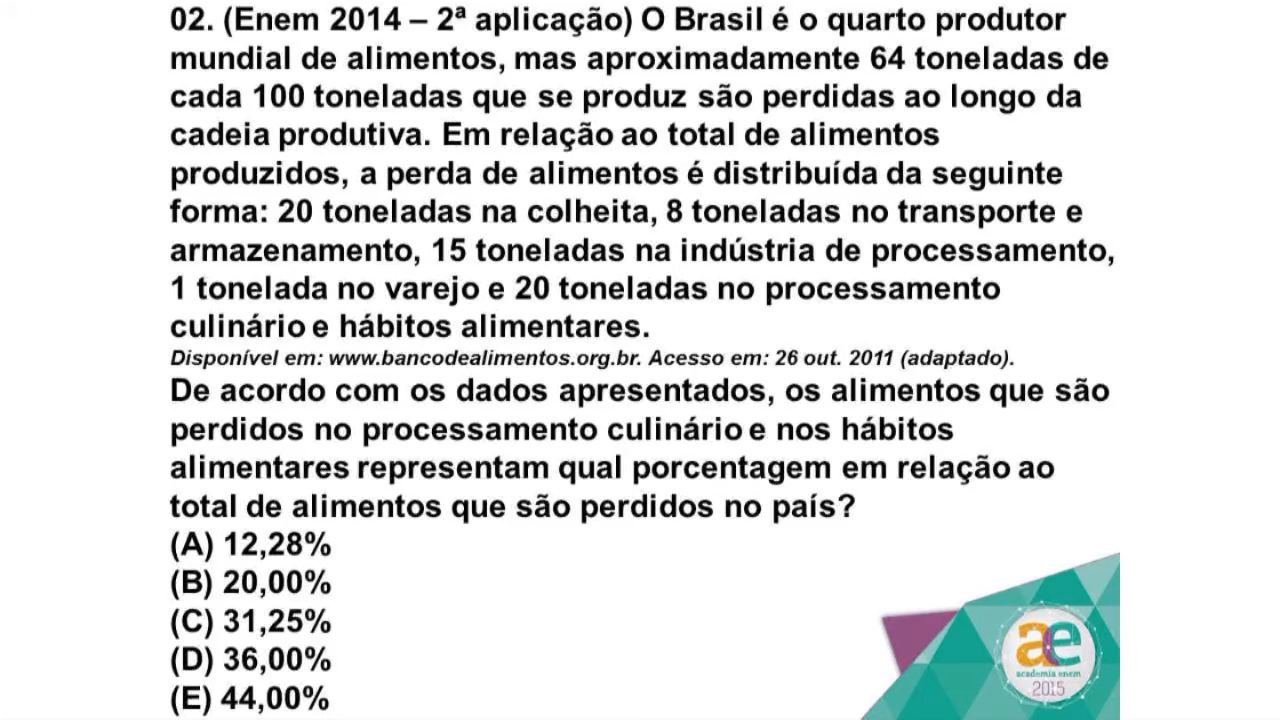 02. (Enem 2014 – 2ª aplicação) O Brasil é o quarto produtor
mundial de alimentos, mas aproximadamente 64 toneladas de
cada 100 toneladas que se produz são perdidas ao longo da
cadeia produtiva. Em relação ao total de alimentos
produzidos, a perda de alimentos é distribuída da seguinte
forma: 20 toneladas na colheita, 8 toneladas no transporte e
armazenamento, 15 toneladas na indústria de processamento,
1 tonelada no varejo e 20 toneladas no processamento
culinário e hábitos alimentares.
Disponível em: www.bancodealimentos.org.br. Acesso em: 26 out. 2011 (adaptado).
De acordo com os dados apresentados, os alimentos que são
perdidos no processamento culinário e nos hábitos
alimentares representam qual porcentagem em relação ao
total de alimentos que são perdidos no país?
(A) 12,28%
(B) 20,00%
(C) 31,25%
(D) 36,00%
(E) 44,00%
ae
academia enem
2015